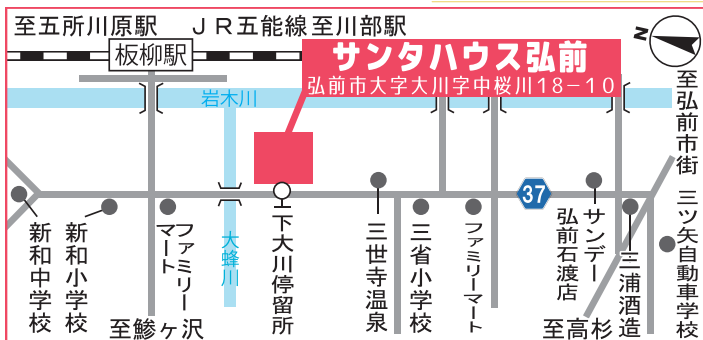 至五所川原駅
JR五能線
至川部駅
板柳駅
サンタハウス弘前
弘前市大字大川字中桜川18−10
N
岩木川
至弘前市街
37
新和中学校
新和小学校
ファミリー
マート
大蜂川
上下大川停留所
三世寺温泉
三省小学校
ファミリーマート
サンデー
弘前石渡店
三浦酒造
三ツ矢自動車学校
至鰺ヶ沢
至高杉